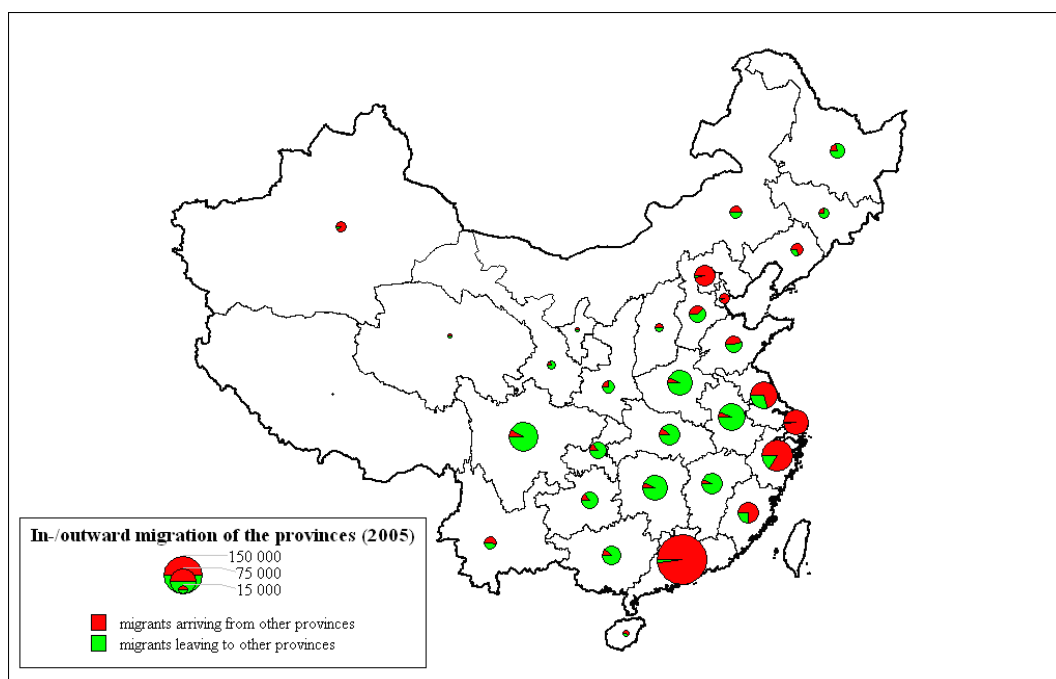 In-/outward migration of the provinces (2005)
150 000
75 000
15 000
migrants arriving from other provinces
migrants leaving to other provinces